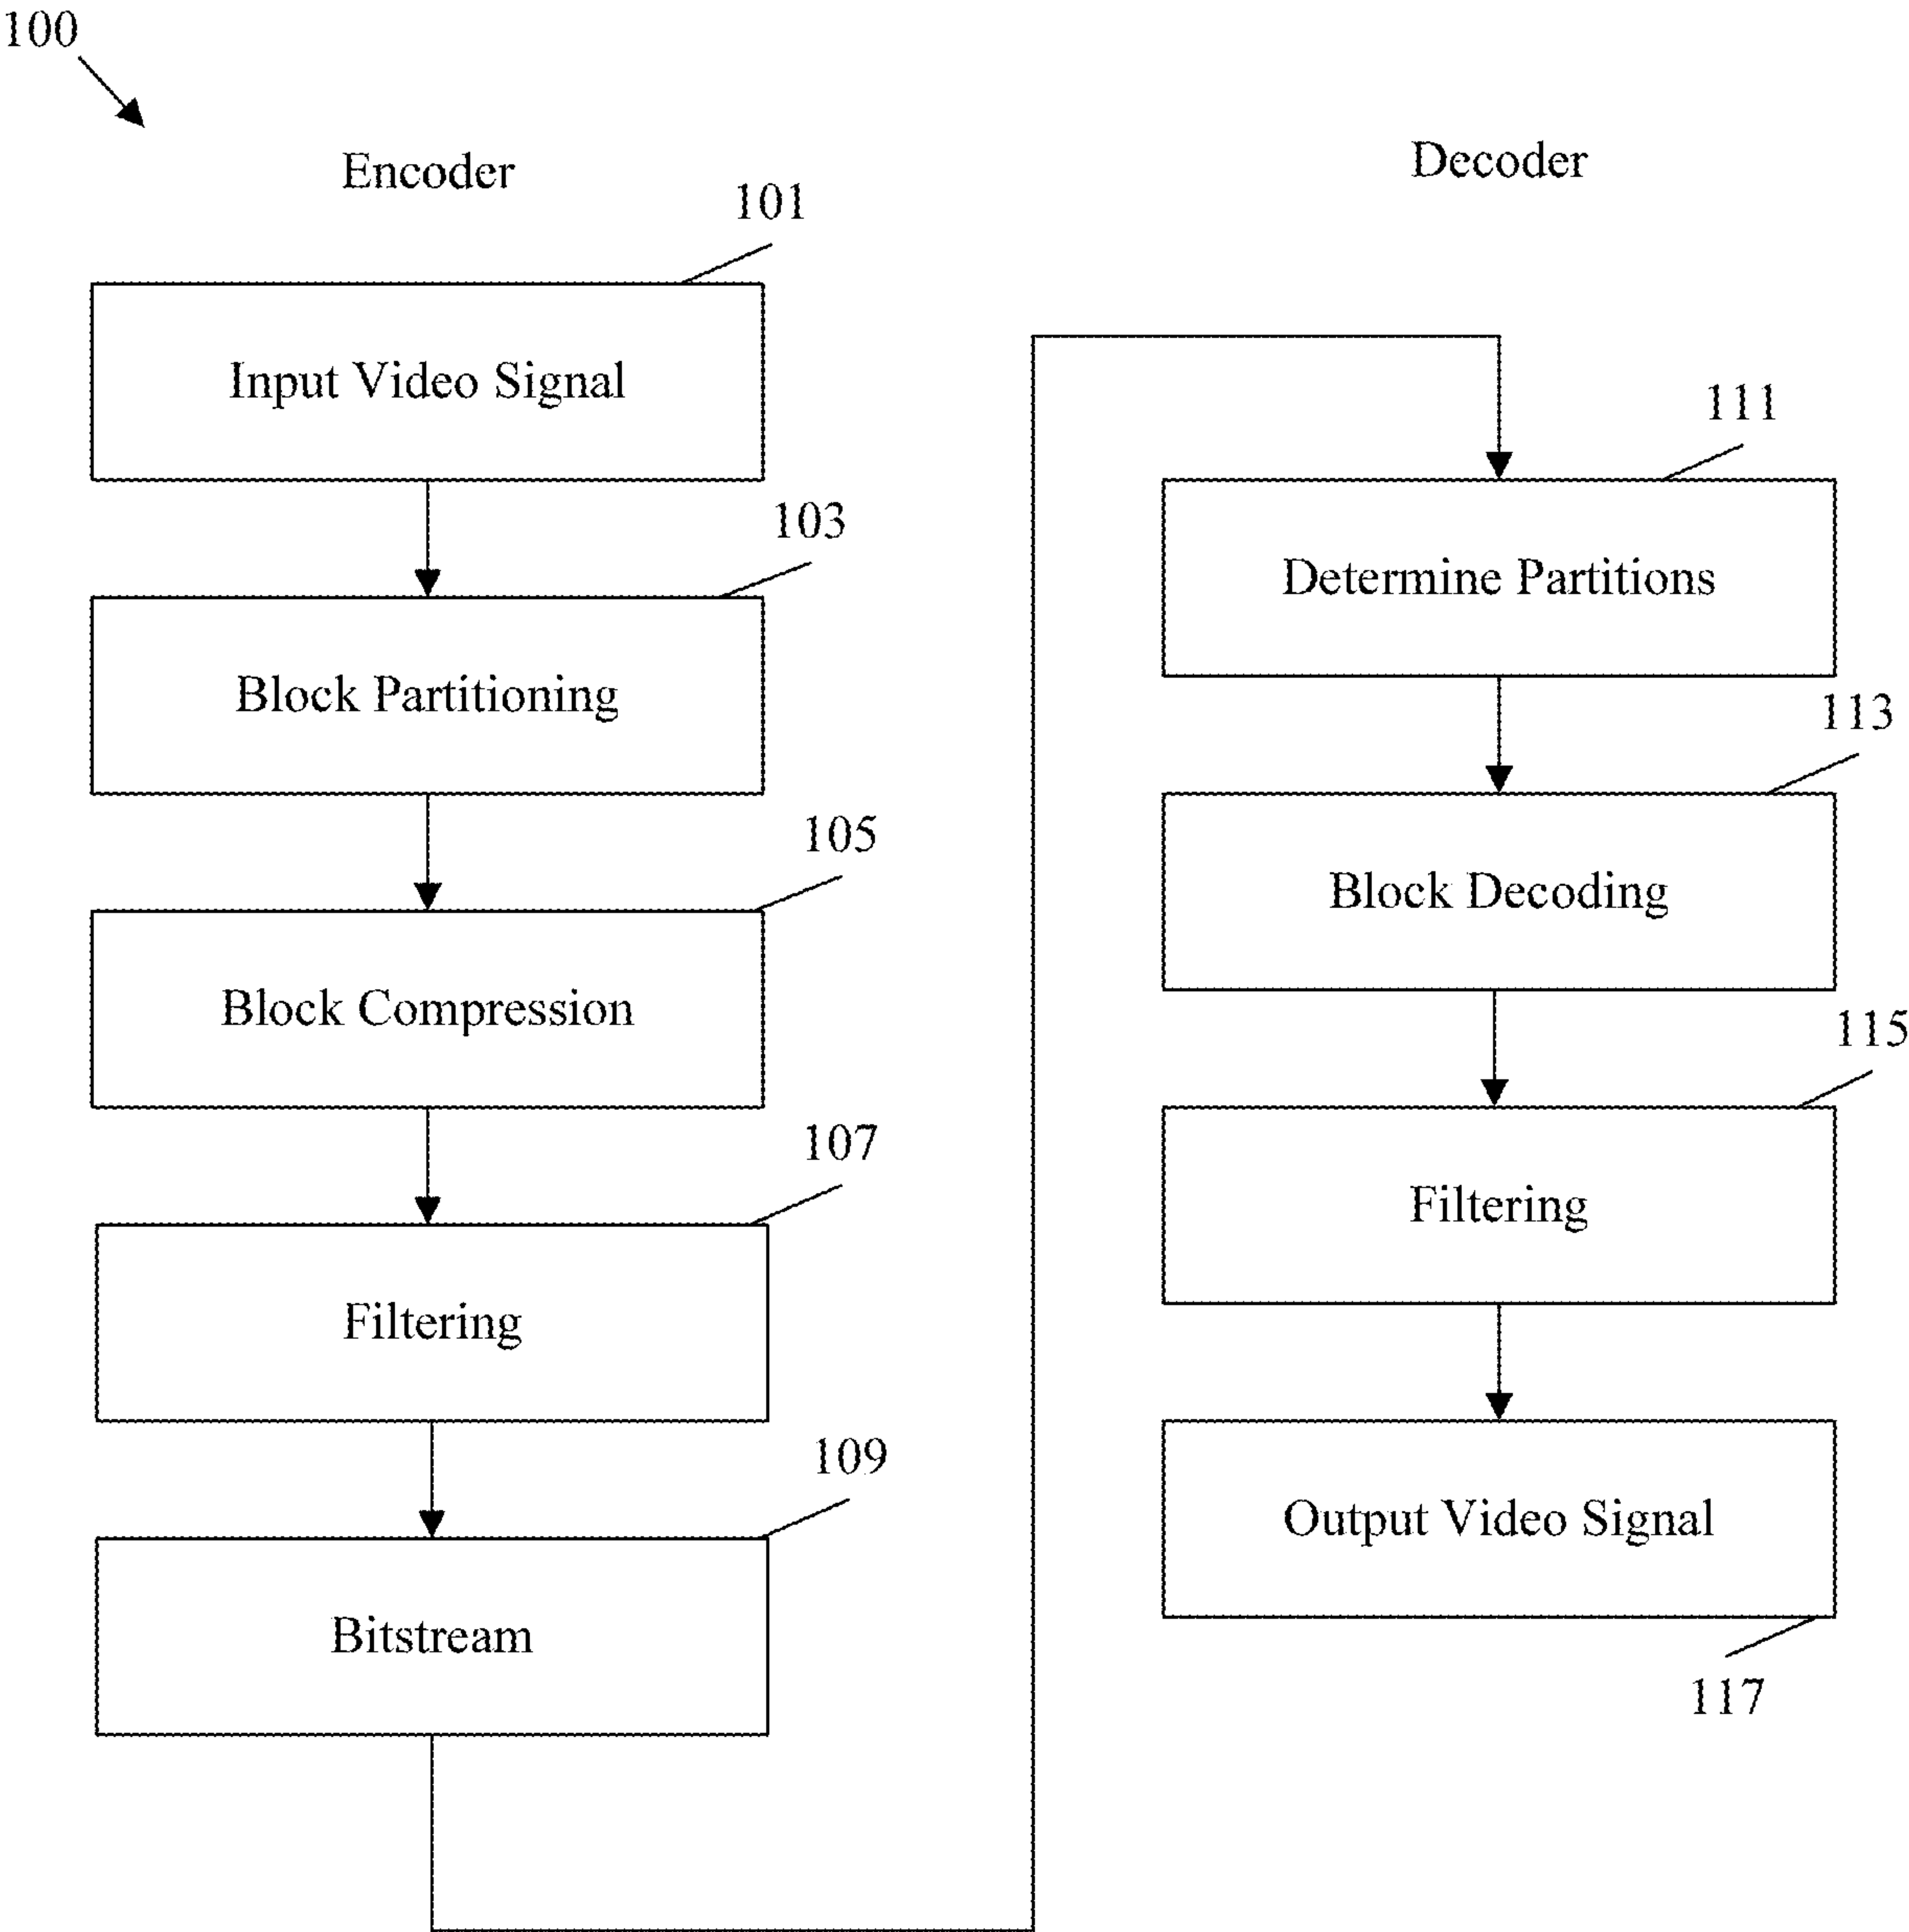 100
Encoder
101
Input Video Signal
103
Block Partitioning
105
Block Compression
107
Filtering
109
Bitstream
Decoder
111
Determine Partitions
113
Block Decoding
115
Filtering
Output Video Signal
117